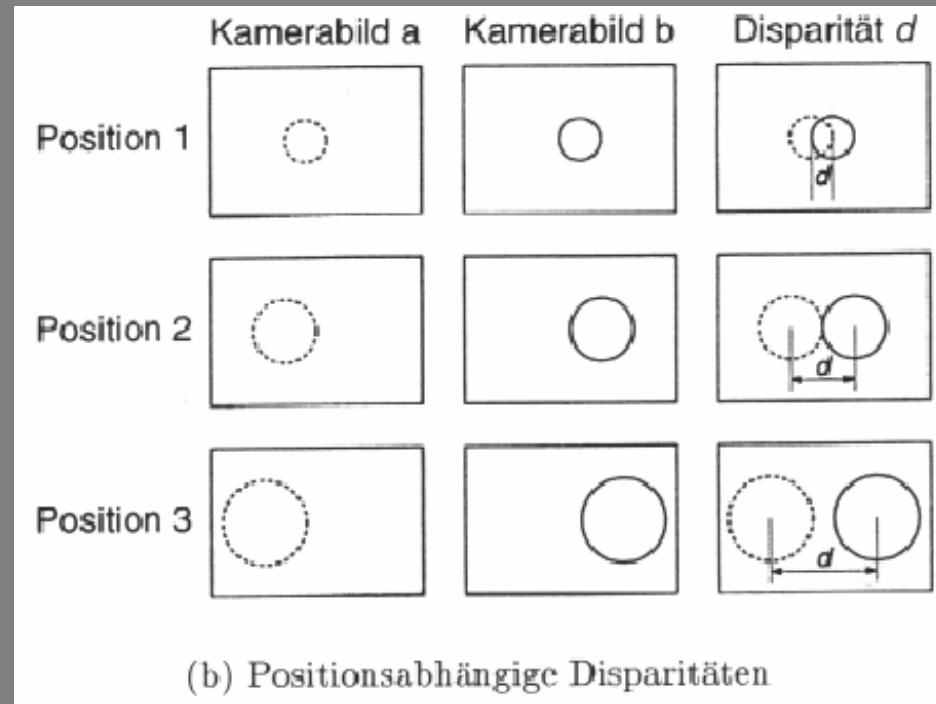 Kamerabild a Kamerabild b Disparität d
Position 1
d
Position 2
d
Position 3
d
(b) Positionsabhängige Disparitäten